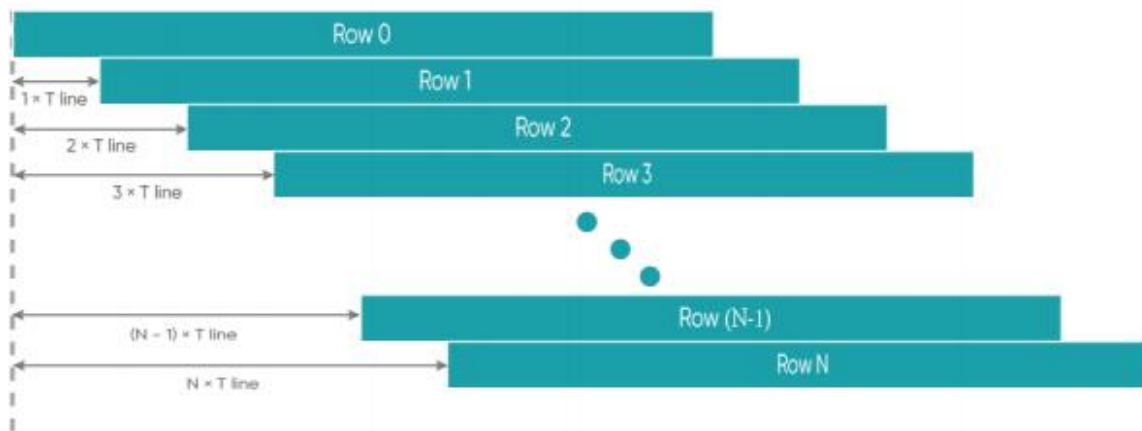 Row 0
Row 1
1 × T line
Row 2
2 × T line
Row 3
3 × T line
Row (N-1)
(N – 1) × T line
Row N
N × T line